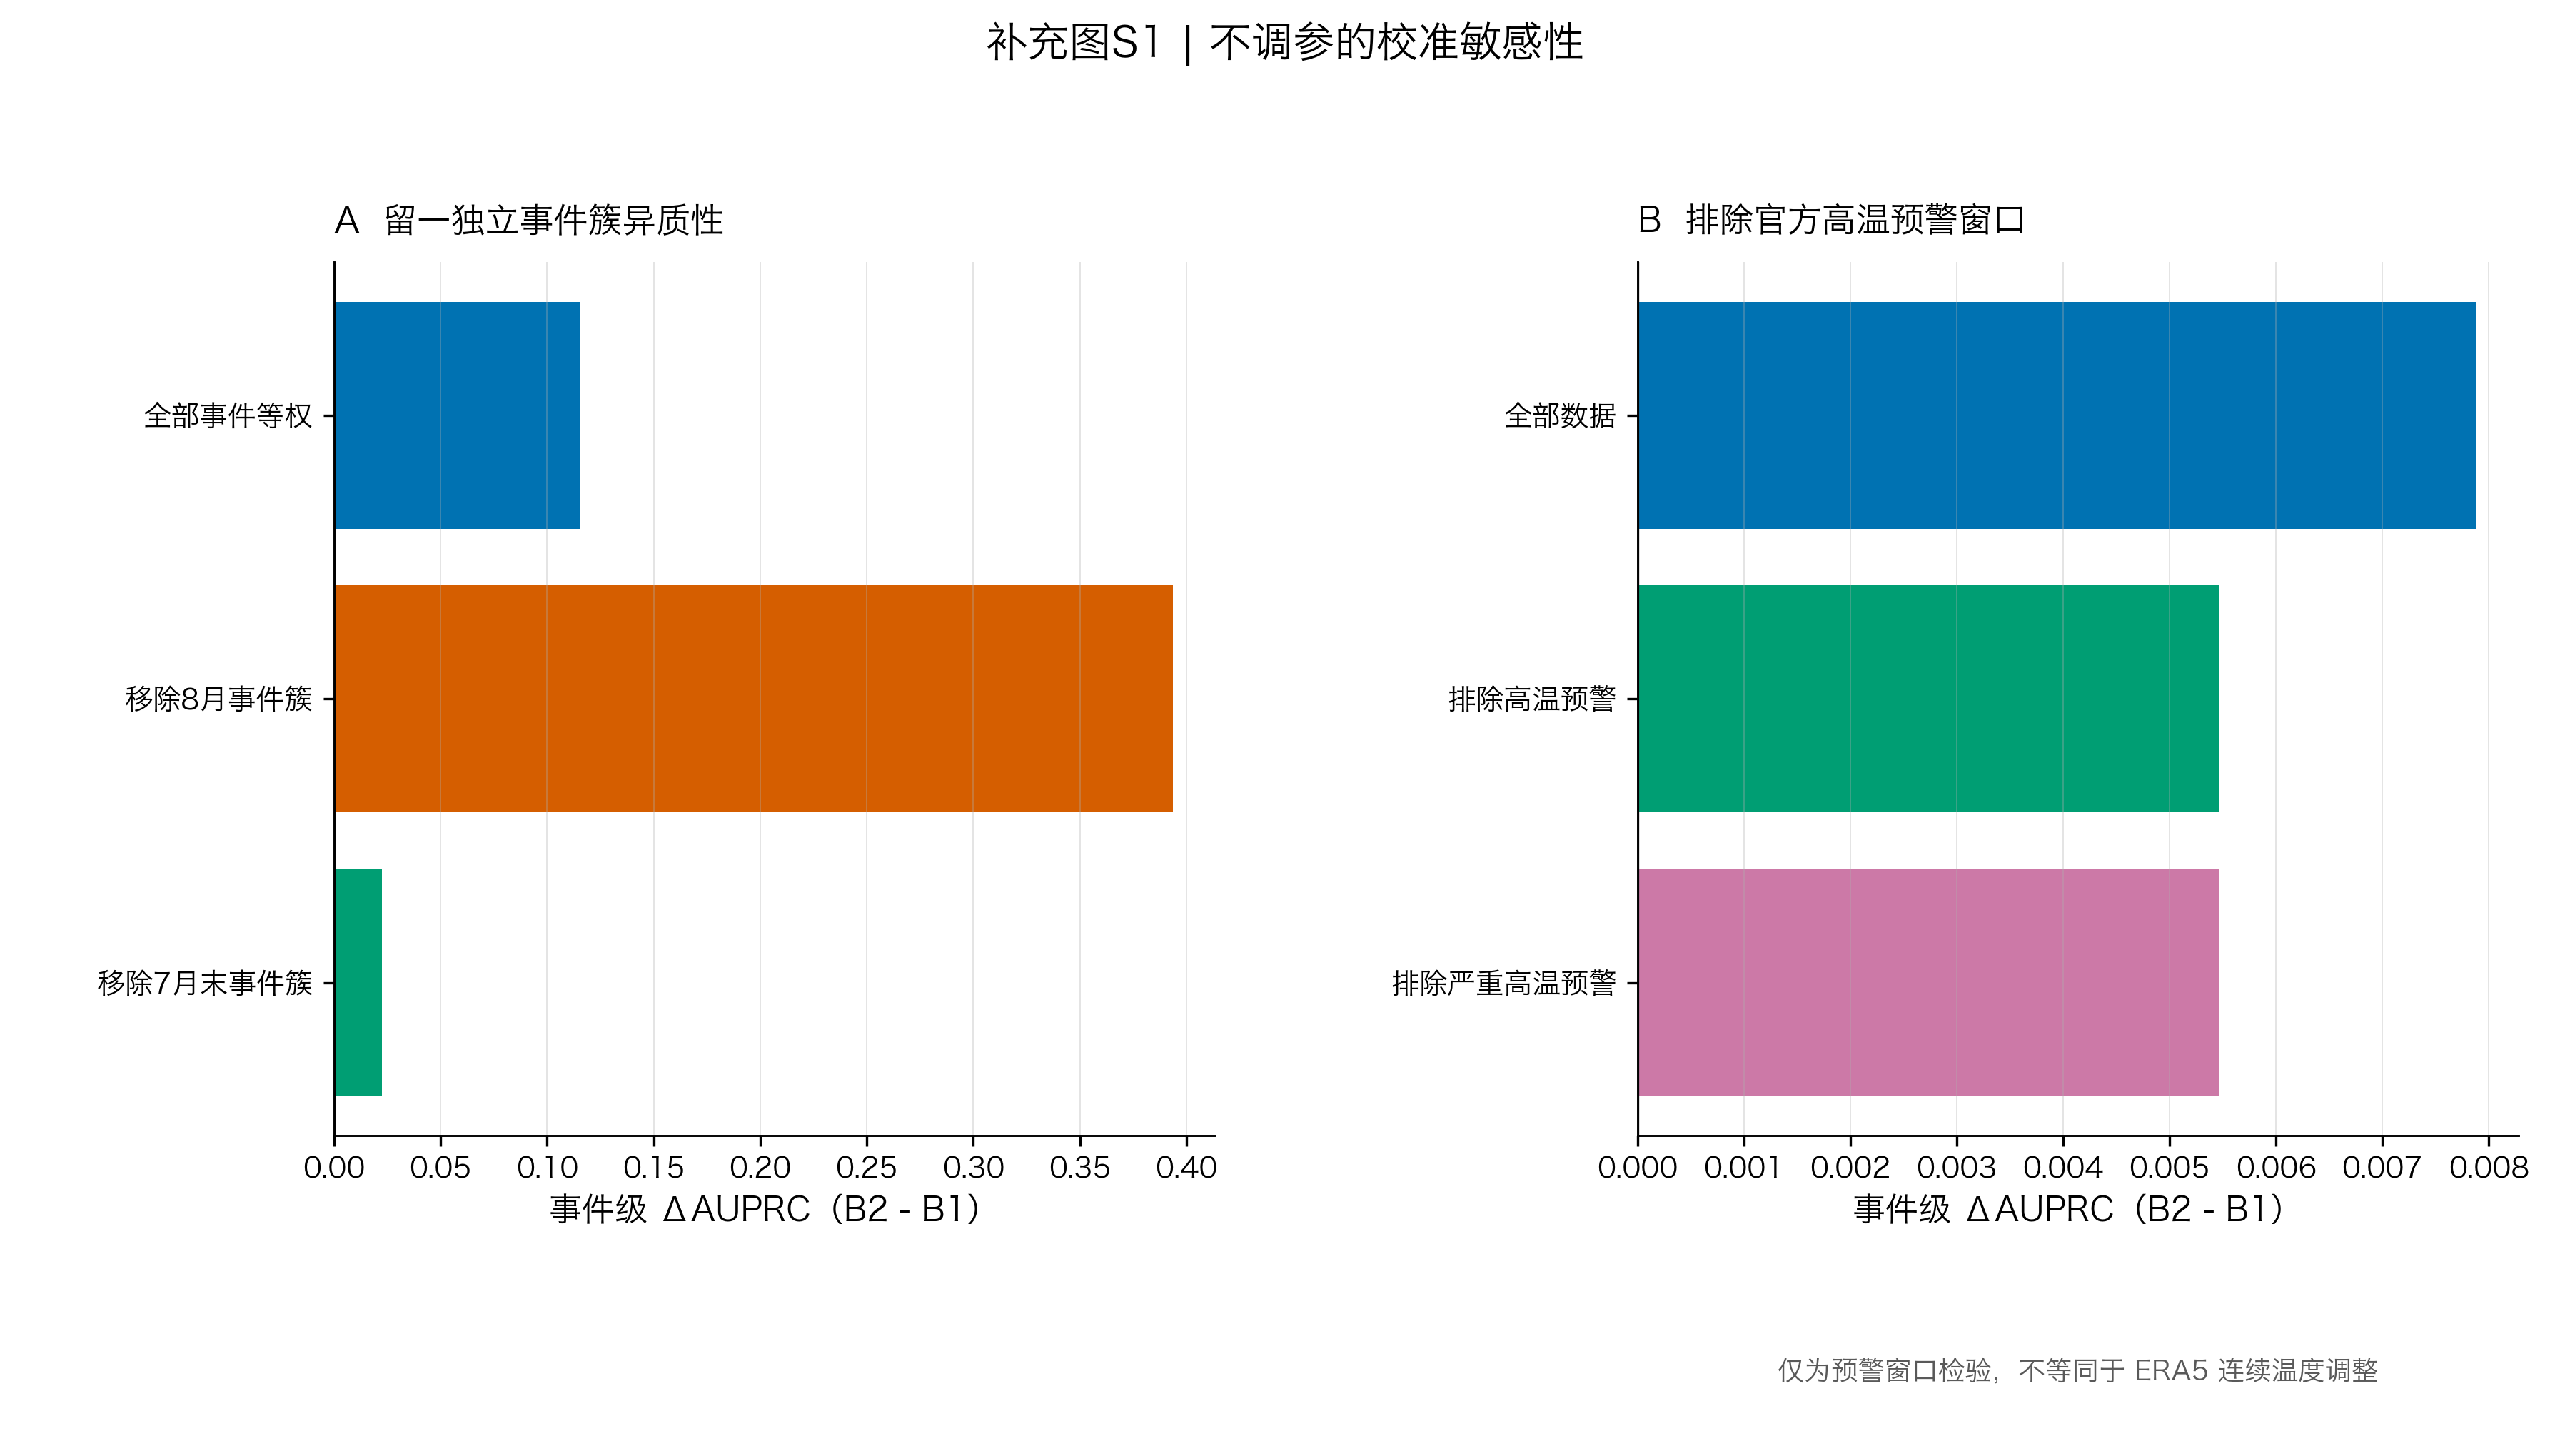 补充图S1 | 不调参的校准敏感性
A 留一独立事件簇异质性
全部事件等权
移除8月事件簇
移除7月末事件簇
0.00 0.05 0.10 0.15 0.20 0.25 0.30 0.35 0.40
事件级 ΔAUPRC（B2 - B1）
B 排除官方高温预警窗口
全部数据
排除高温预警
排除严重高温预警
0.000 0.001 0.002 0.003 0.004 0.005 0.006 0.007 0.008
事件级 ΔAUPRC（B2 - B1）
仅为预警窗口检验，不等同于 ERA5 连续温度调整